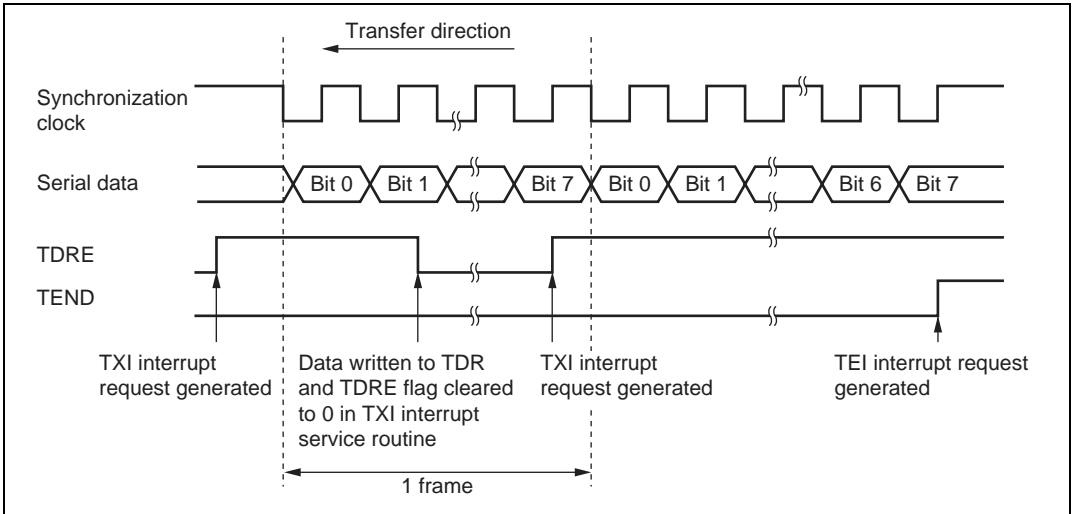 Transfer direction
Synchronization
clock
Serial data
Bit 0
Bit 1
Bit 7
Bit 0
Bit 1
Bit 6
Bit 7
TDRE
TEND
TXI interrupt
request generated
Data written to TDR
and TDRE flag cleared
to 0 in TXI interrupt
service routine
TXI interrupt
request generated
TEI interrupt request
generated
1 frame